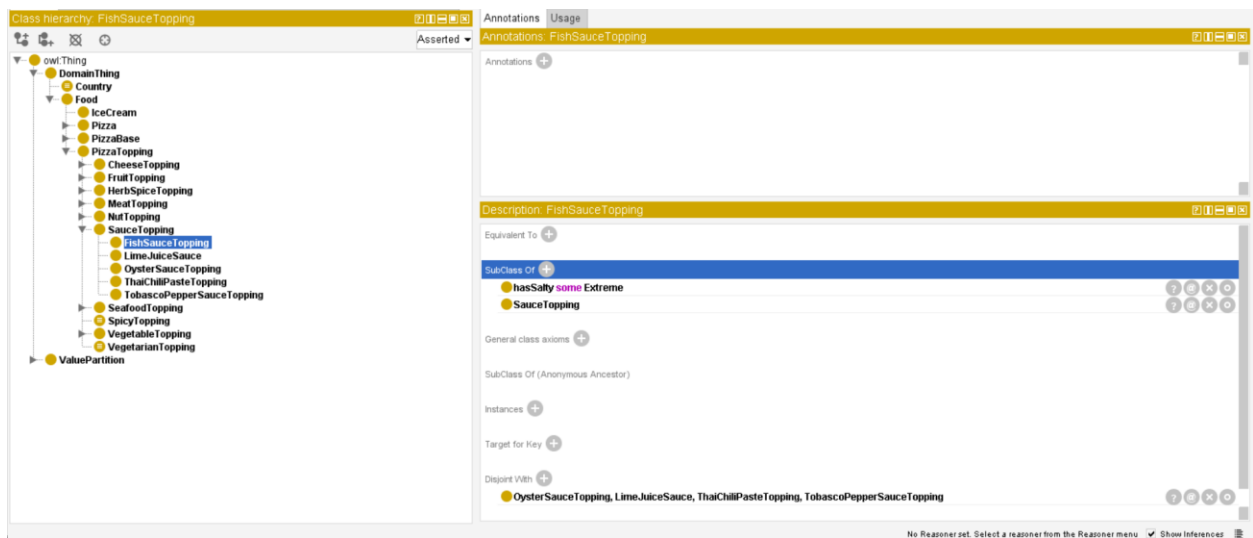 Class hierarchy: FishSauceTopping
Asserted
owl:Thing
DomainThing
Country
Food
IceCream
Pizza
PizzaBase
PizzaTopping
CheeseTopping
FruitTopping
HerbSpiceTopping
MeatTopping
NutTopping
SauceTopping
FishSauceTopping
LimeJuiceSauce
OysterSauceTopping
ThaiChiliPasteTopping
TobascoPepperSauceTopping
SeafoodTopping
SpicyTopping
VegetableTopping
VegetarianTopping
ValuePartition
Annotations Usage
Annotations: FishSauceTopping
Annotations
Description: FishSauceTopping
Equivalent To
SubClass Of
hasSalty some Extreme
SauceTopping
General class axioms
SubClass Of (Anonymous Ancestor)
Instances
Target for Key
Disjoint With
OysterSauceTopping, LimeJuiceSauce, ThaiChiliPasteTopping, TobascoPepperSauceTopping
No Reasoner set. Select a reasoner from the Reasoner menu Show Inferences